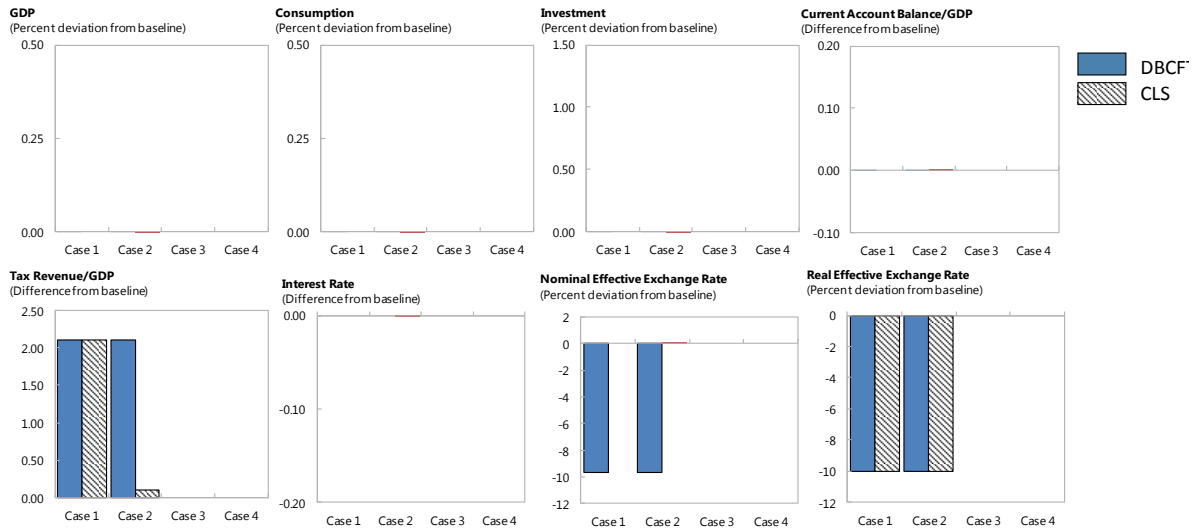 GDP
(Percent deviation from baseline)
0.50
0.25
0.00
Case 1 Case 2 Case 3 Case 4
Consumption
(Percent deviation from baseline)
0.50
0.25
0.00
Case 1 Case 2 Case 3 Case 4
Investment
(Percent deviation from baseline)
1.50
1.00
0.50
0.00
Case 1 Case 2 Case 3 Case 4
Current Account Balance/GDP
(Difference from baseline)
0.20
0.10
0.00
-0.10
Case 1 Case 2 Case 3 Case 4
DBCFT
CLS
Tax Revenue/GDP
(Difference from baseline)
2.50
2.00
1.50
1.00
0.50
0.00
Case 1 Case 2 Case 3 Case 4
Interest Rate
(Difference from baseline)
0.00
-0.10
-0.20
Case 1 Case 2 Case 3 Case 4
Nominal Effective Exchange Rate
(Percent deviation from baseline)
2
0
-2
-4
-6
-8
-10
-12
Case 1 Case 2 Case 3 Case 4
Real Effective Exchange Rate
(Percent deviation from baseline)
0
-2
-4
-6
-8
-10
-12
Case 1 Case 2 Case 3 Case 4